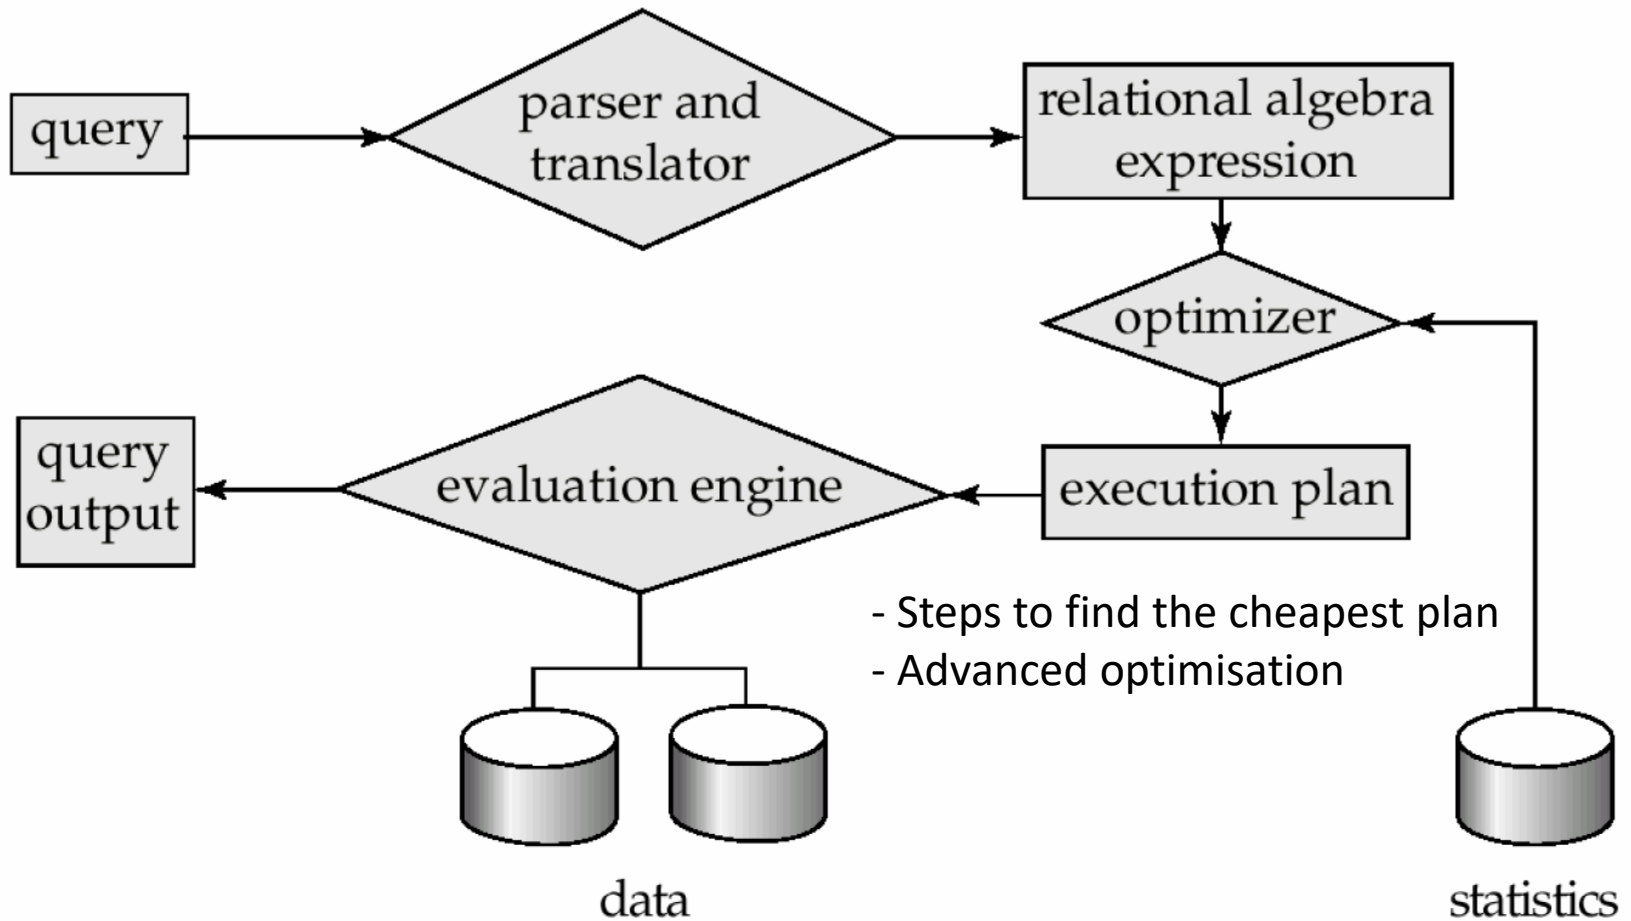 query
parser and
translator
relational algebra
expression
optimizer
query
output
evaluation engine
execution plan
- Steps to find the cheapest plan
- Advanced optimisation
data
statistics